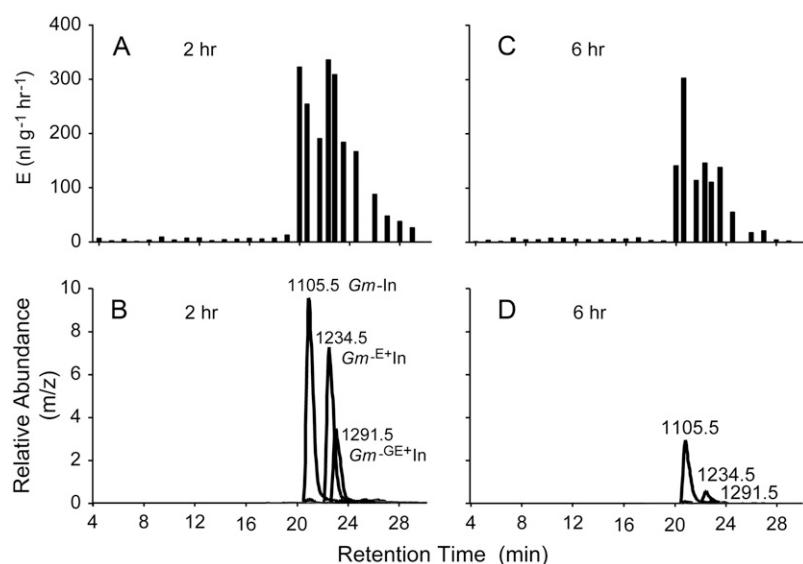 A 2 hr
C 6 hr
E (nl g⁻¹ hr⁻¹)
400
300
200
100
0
B 2 hr
D 6 hr
Relative Abundance
(m/z)
10
8
6
4
2
0
1105.5 Gm-In
1234.5
Gm-ᴱ⁺In
1291.5
Gm-ᴳᴱ⁺In
1105.5
1234.5
1291.5
4 8 12 16 20 24 28 4 8 12 16 20 24 28
Retention Time (min)